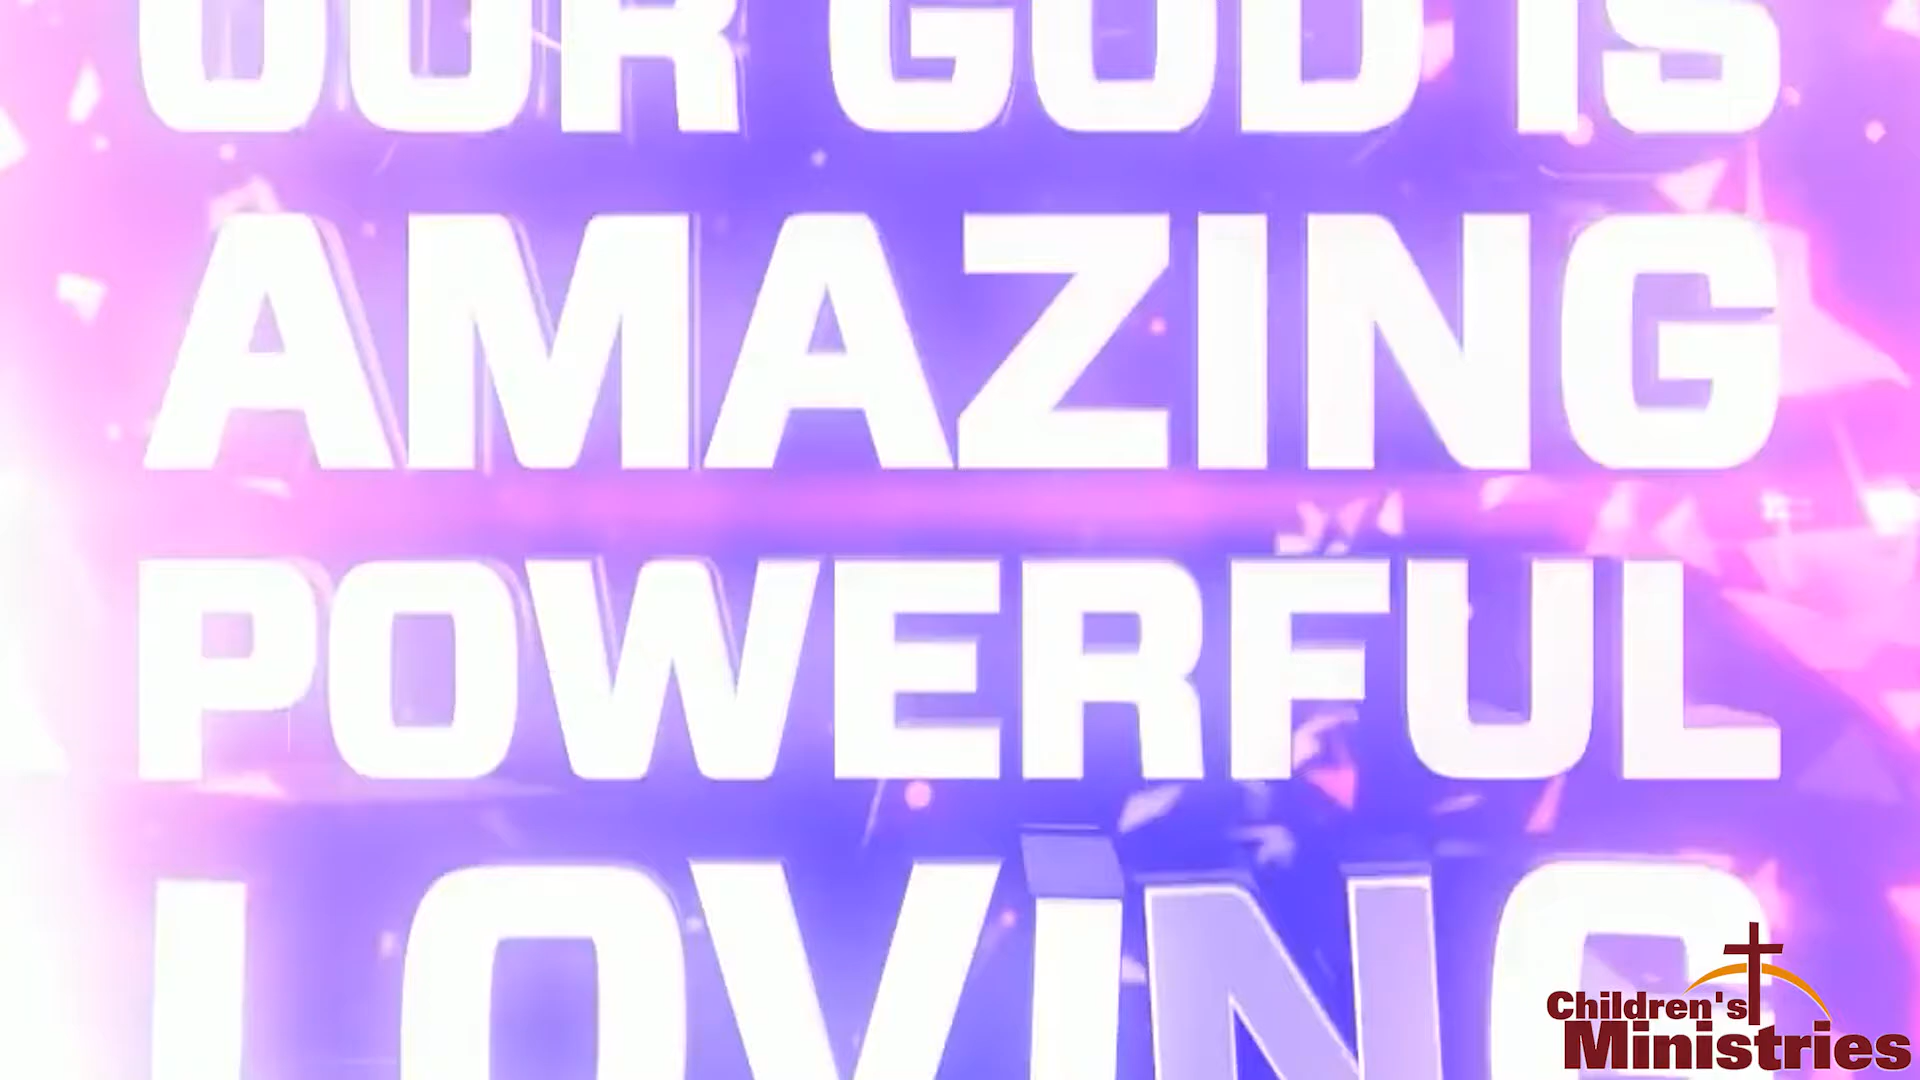 OUR GOD IS
AMAZING
POWERFUL
LOVING
Children's
Ministries